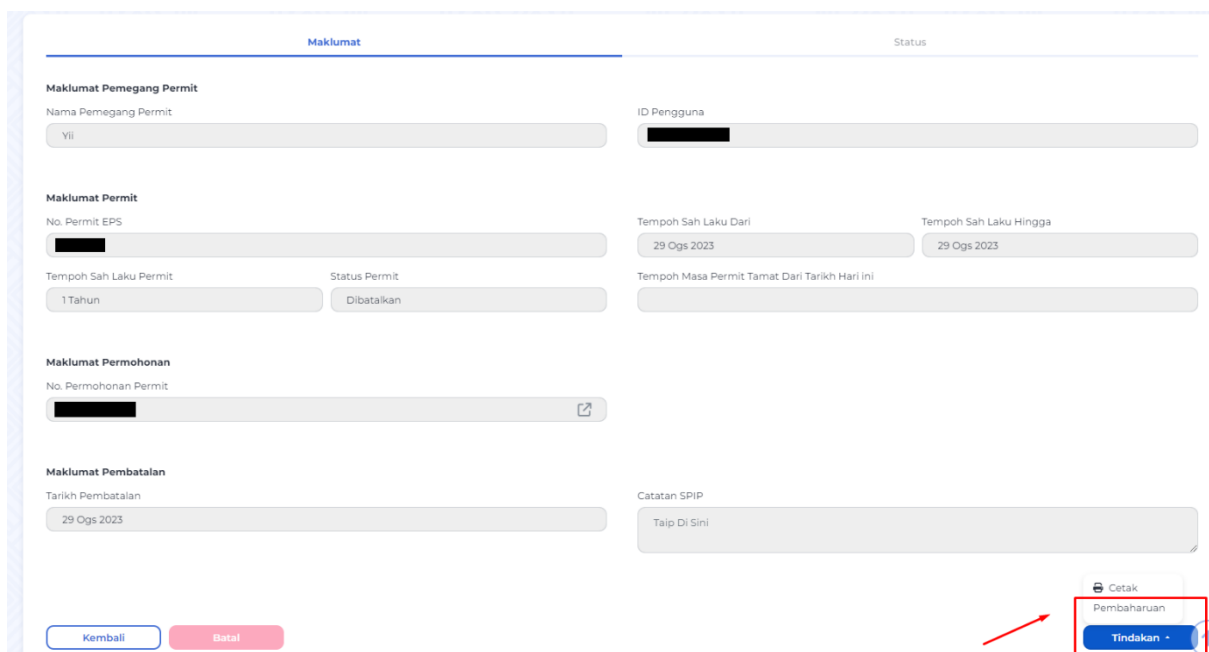 Maklumat
Status
Maklumat Pemegang Permit
Nama Pemegang Permit
ID Pengguna
Yii
Maklumat Permit
No. Permit EPS
Tempoh Sah Laku Dari
Tempoh Sah Laku Hingga
29 Ogs 2023
29 Ogs 2023
Tempoh Sah Laku Permit
Status Permit
Tempoh Masa Permit Tamat Dari Tarikh Hari ini
1 Tahun
Dibatalkan
Maklumat Permohonan
No. Permohonan Permit
Maklumat Pembatalan
Tarikh Pembatalan
Catatan SPIP
29 Ogs 2023
Taip Di Sini
Cetak
Pembaharuan
Kembali
Batal
Tindakan